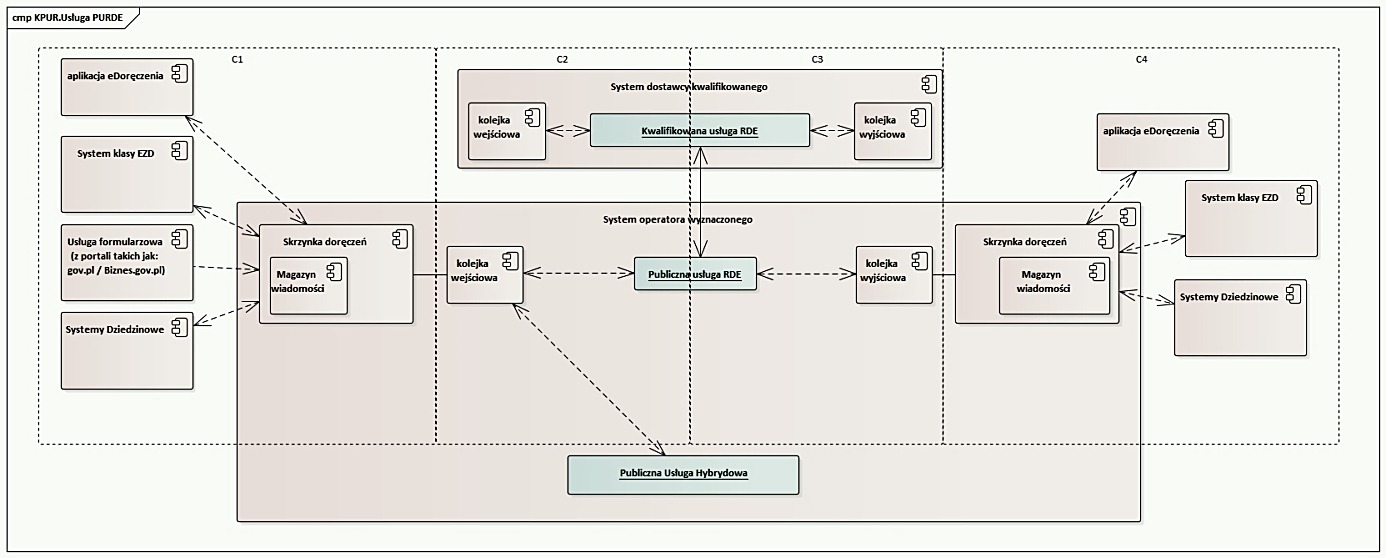 cmp KPUR.Usługa PURDE
C1
C2
C3
C4
aplikacja eDoręczenia
System klasy EZD
Usługa formularzowa
(z portali takich jak:
gov.pl / Biznes.gov.pl)
Systemy Dziedzinowe
System dostawcy kwalifikowanego
kolejka
wejściowa
Kwalifikowana usługa RDE
kolejka
wyjściowa
System operatora wyznaczonego
Skrzynka doręczeń
Magazyn
wiadomości
kolejka
wejściowa
Publiczna usługa RDE
kolejka
wyjściowa
Skrzynka doręczeń
Magazyn
wiadomości
Publiczna Usługa Hybrydowa
aplikacja eDoręczenia
System klasy EZD
Systemy Dziedzinowe